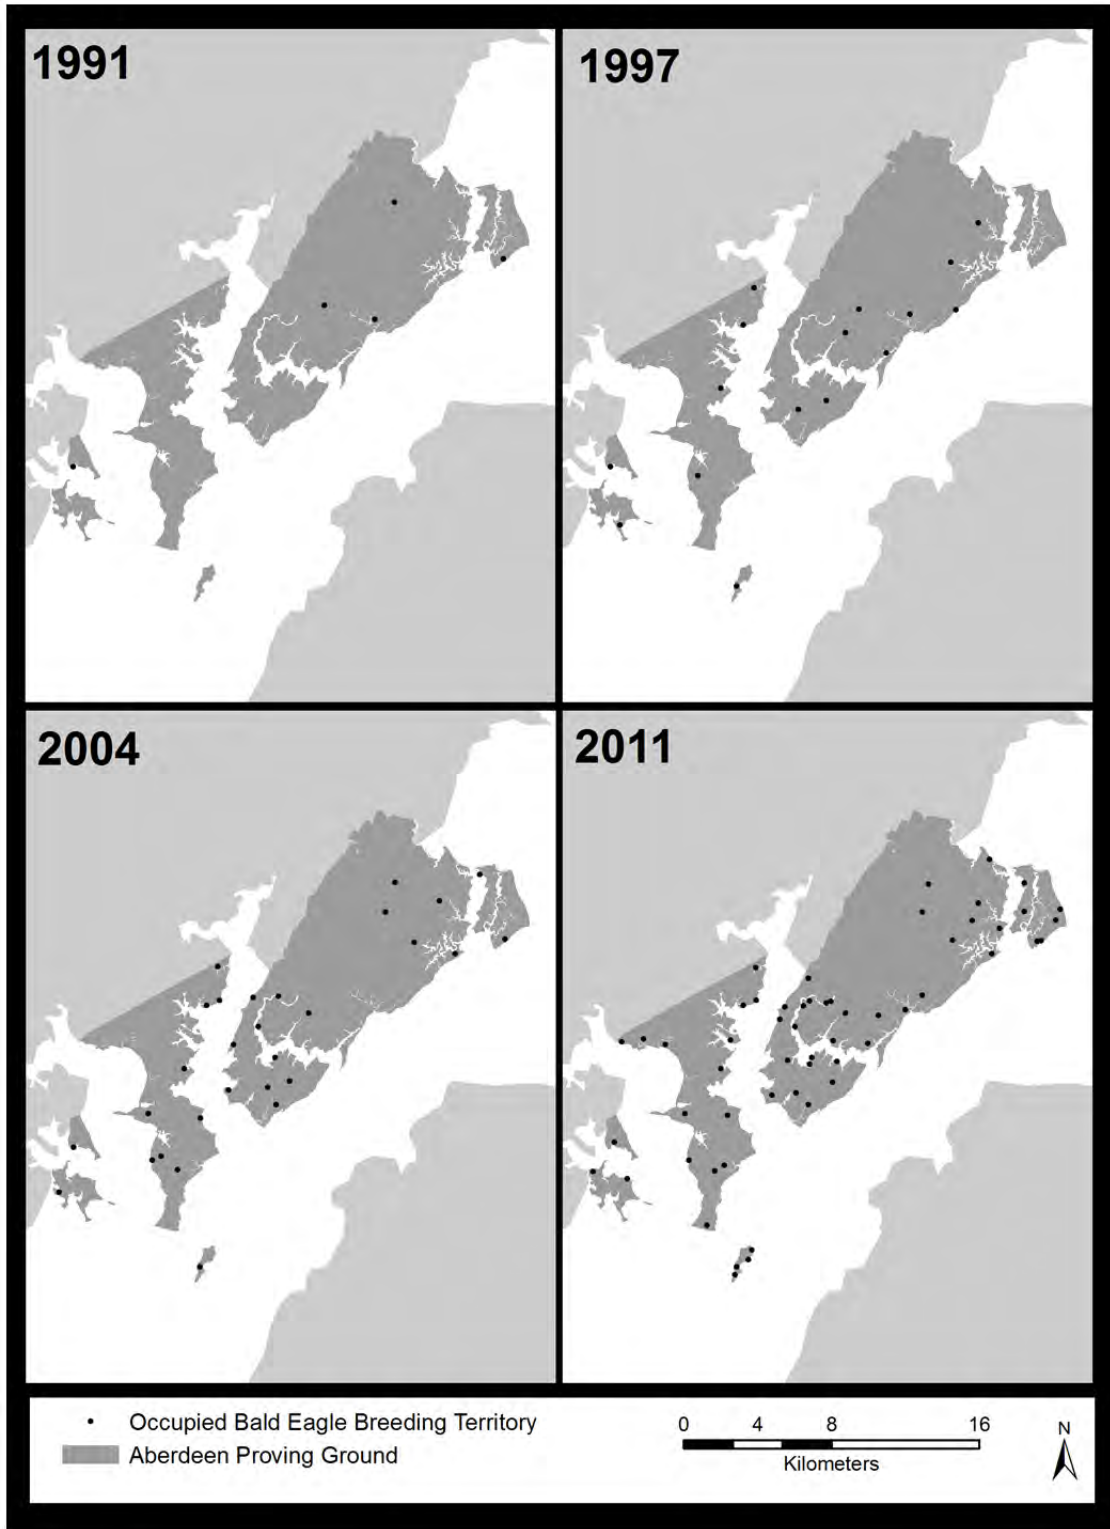 1991
1997
2004
2011
Occupied Bald Eagle Breeding Territory
Aberdeen Proving Ground
0 4 8 16
Kilometers
N